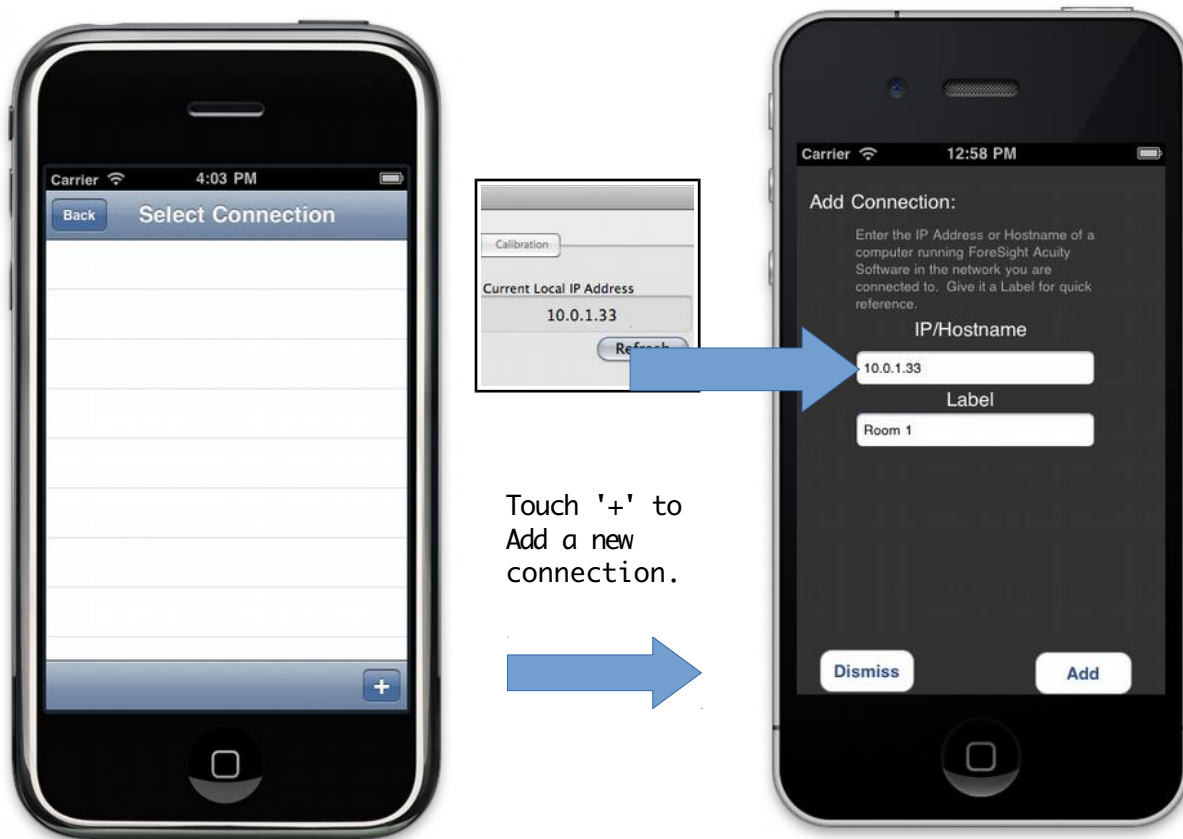 Carrier 4:03 PM
Back Select Connection
+
Calibration
Current Local IP Address
10.0.1.33
Refresh
Touch '+' to
Add a new
connection.
Carrier 12:58 PM
Add Connection:
Enter the IP Address or Hostname of a
computer running ForeSight Acuity
Software in the network you are
connected to. Give it a Label for quick
reference.
IP/Hostname
10.0.1.33
Label
Room 1
Dismiss Add